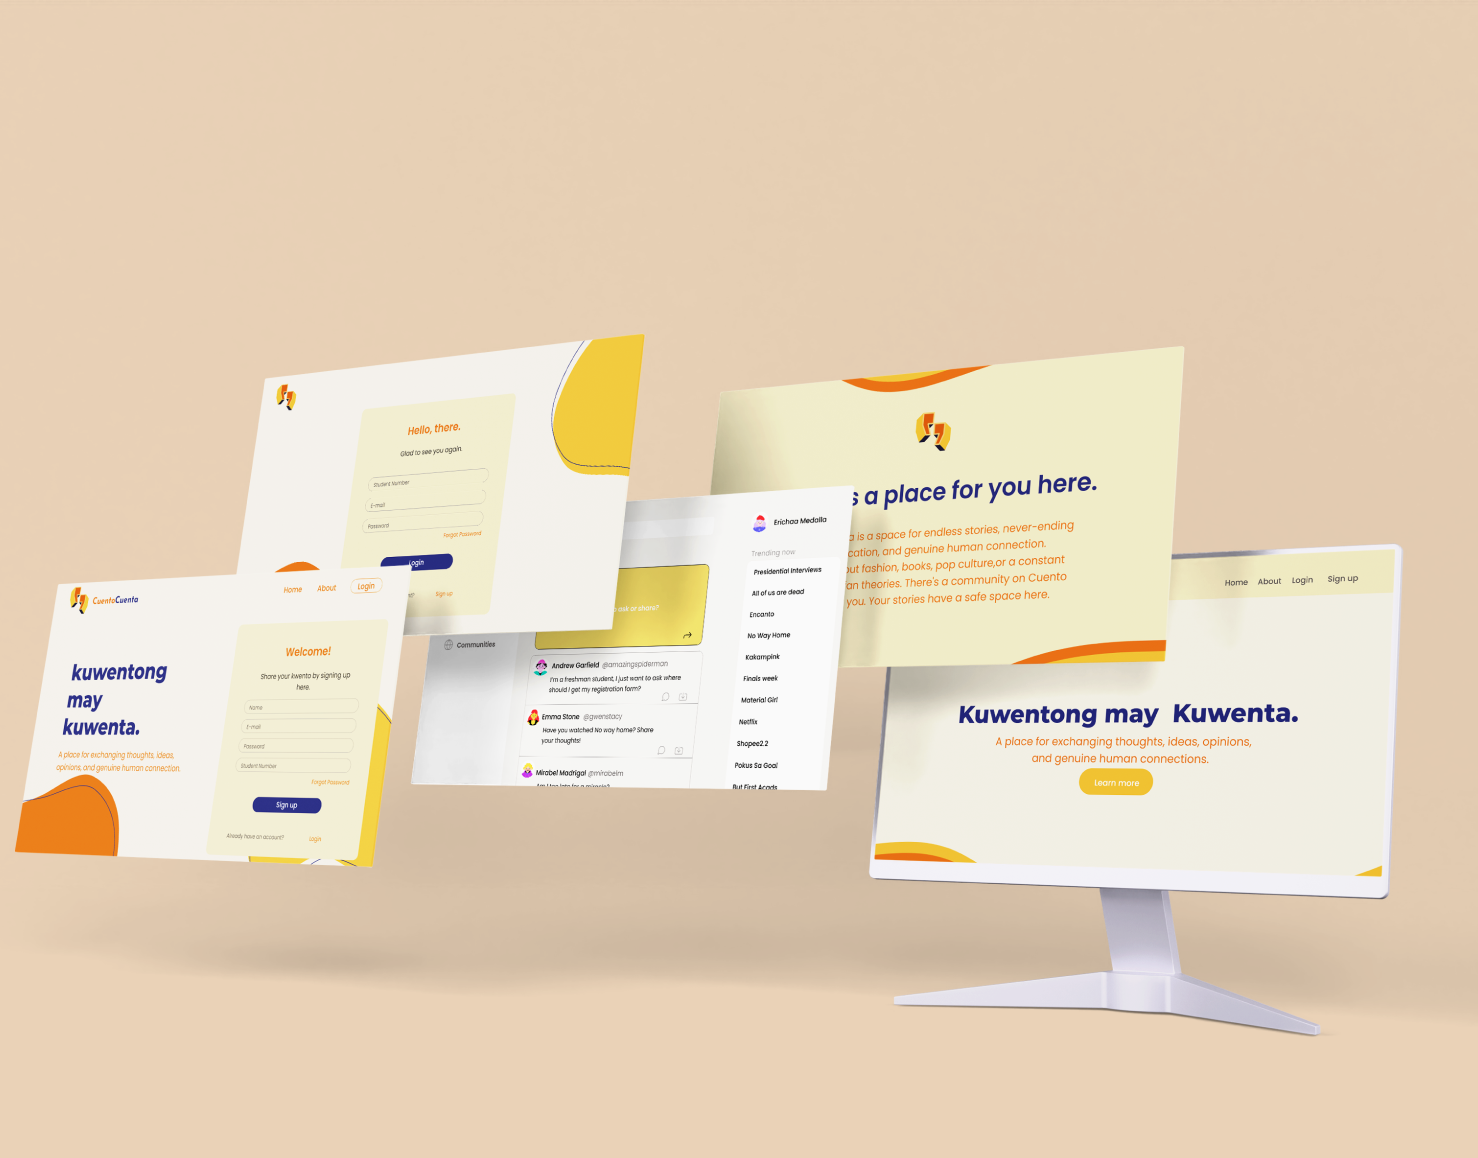 Hello, there.
Glad to see you again.
Student Number
E-mail
Password
Forgot Password
Login
Sign up
CuentoCuenta
Home
About
Login
kuwentong
may
kuwenta.
A place for exchanging thoughts, ideas,
opinions, and genuine human connection.
Welcome!
Share your kwento by signing up
here.
Name
E-mail
Password
Student Number
Forgot Password
Sign up
Already have an account?
Login
Communities
ask or share?
Andrew Garfield @amazingspiderman
I'm a freshman student, I just want to ask where
should I get my registration form?
Emma Stone @gwenstacy
Have you watched No way home? Share
your thoughts!
Mirabel Madrigal @mirabelm
Erichaa Medalla
Trending now
Presidential Interviews
All of us are dead
Encanto
No Way Home
Kakampink
Finals week
Material Girl
Netflix
Shopee2.2
Pokus Sa Goal
But First Acads
s a place for you here.
is a space for endless stories, never-ending
cation, and genuine human connection.
out fashion, books, pop culture,or a constant
an theories. There's a community on Cuento
you. Your stories have a safe space here.
Home
About
Login
Sign up
Kuwentong may Kuwenta.
A place for exchanging thoughts, ideas, opinions,
and genuine human connections.
Learn more